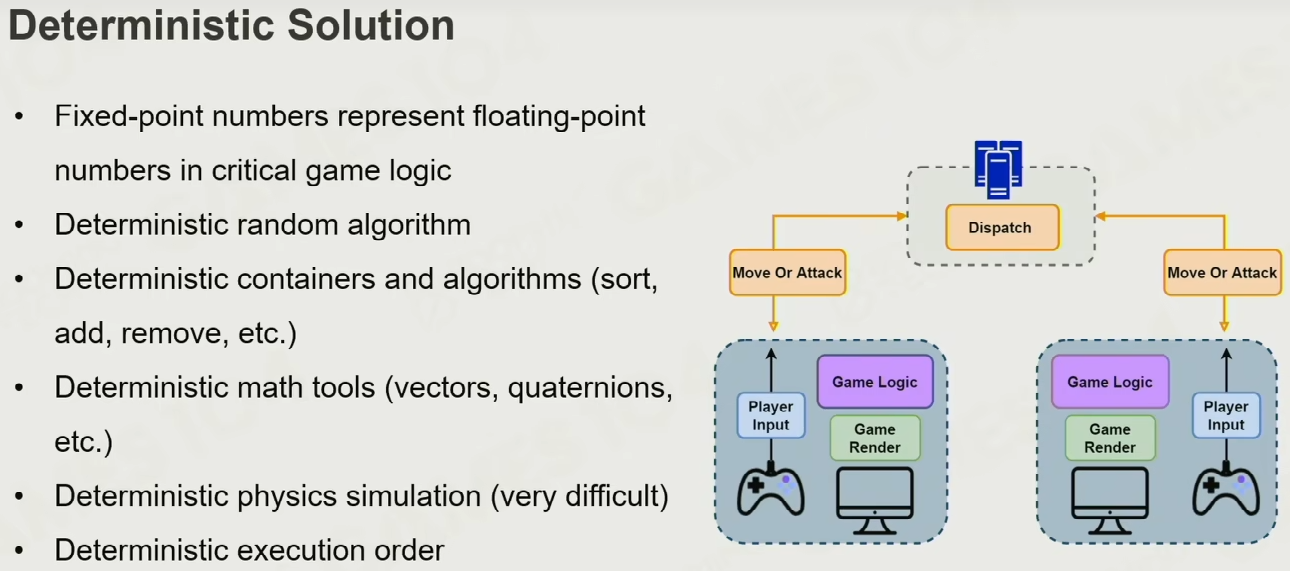 Deterministic Solution
• Fixed-point numbers represent floating-point
numbers in critical game logic
• Deterministic random algorithm
• Deterministic containers and algorithms (sort,
add, remove, etc.)
• Deterministic math tools (vectors, quaternions,
etc.)
• Deterministic physics simulation (very difficult)
• Deterministic execution order
Dispatch
Move Or Attack
Move Or Attack
Game Logic
Player
Input
Game
Render
Game Logic
Game
Render
Player
Input
GAMES104